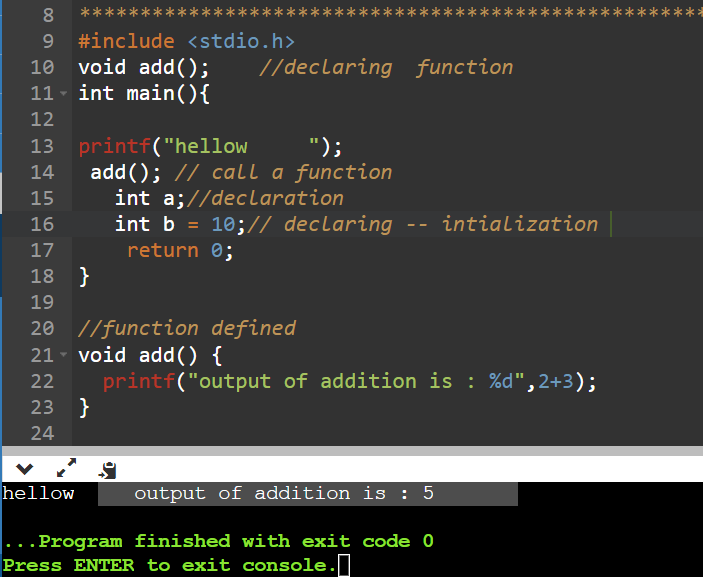 8 ****************************************************
9 #include <stdio.h>
10 void add();    //declaring  function
11 int main(){
12
13 printf("hellow     ");
14  add(); // call a function
15    int a;//declaration
16    int b = 10;// declaring -- intialization
17     return 0;
18 }
19
20 //function defined
21 void add() {
22   printf("output of addition is : %d",2+3);
23 }
24
hellow     output of addition is : 5
...Program finished with exit code 0
Press ENTER to exit console.